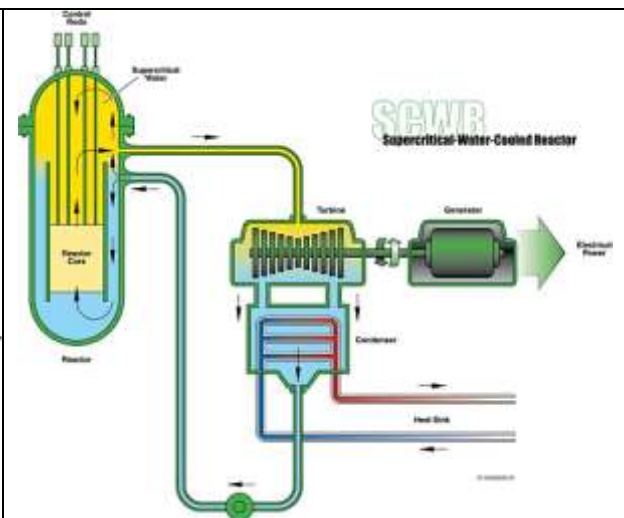 Control
Rods
Supercritical
Water
SCWR
Supercritical-Water-Cooled Reactor
Turbine
Generator
Electrical
Power
Reactor
Core
Condenser
Reactor
Heat Sink